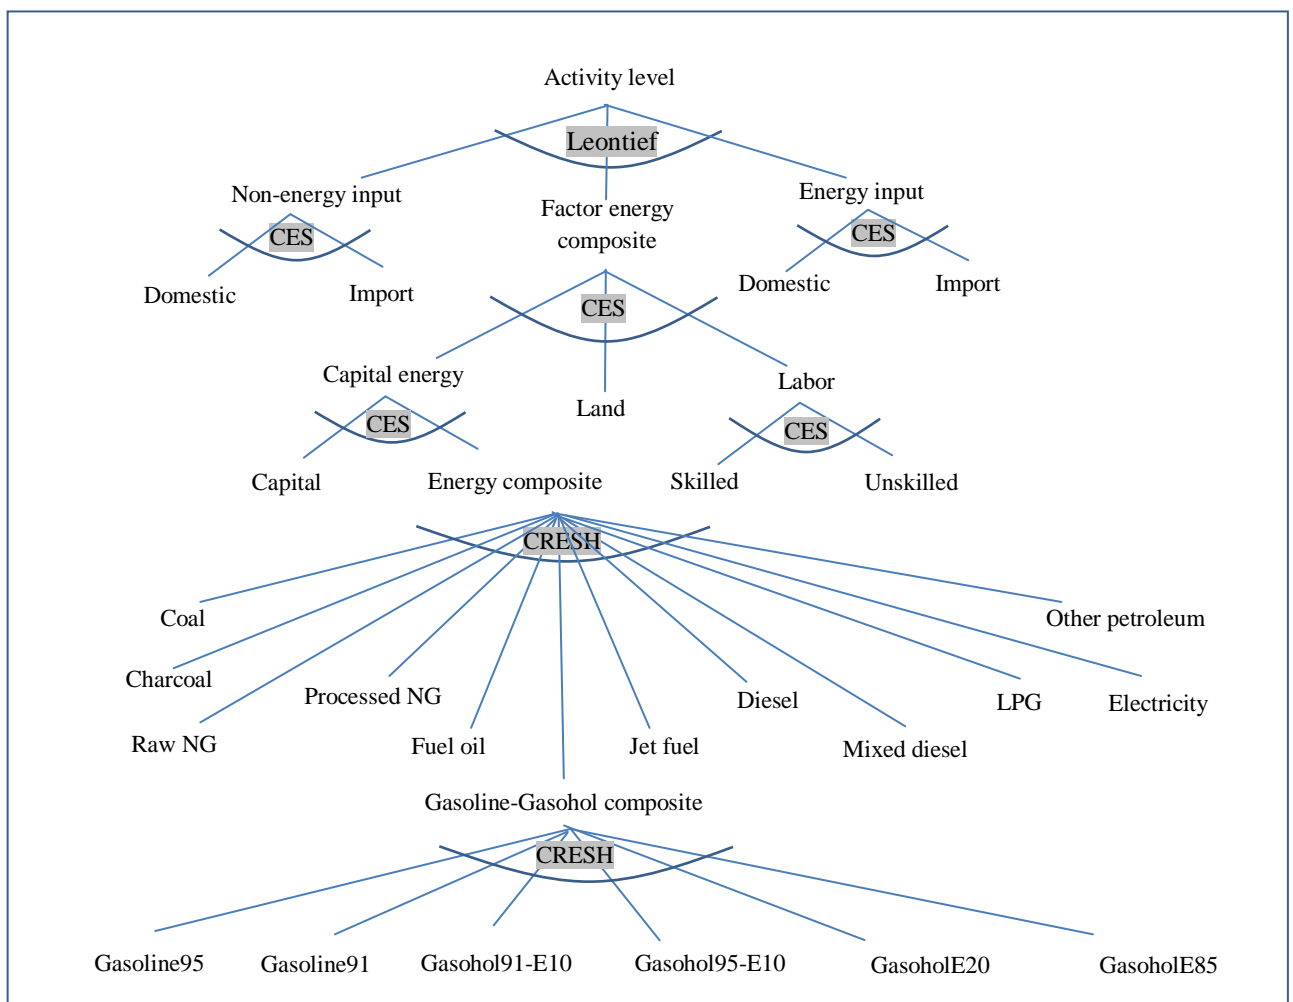 Activity level
Leontief
Non-energy input
Factor energy
composite
Energy input
CES
CES
Domestic
Import
Domestic
Import
CES
Capital energy
Land
Labor
CES
CES
Capital
Energy composite
Skilled
Unskilled
CRESH
Coal
Other petroleum
Charcoal
Processed NG
Diesel
LPG
Electricity
Raw NG
Fuel oil
Jet fuel
Mixed diesel
Gasoline-Gasohol composite
CRESH
Gasoline95
Gasoline91
Gasohol91-E10
Gasohol95-E10
GasoholE20
GasoholE85